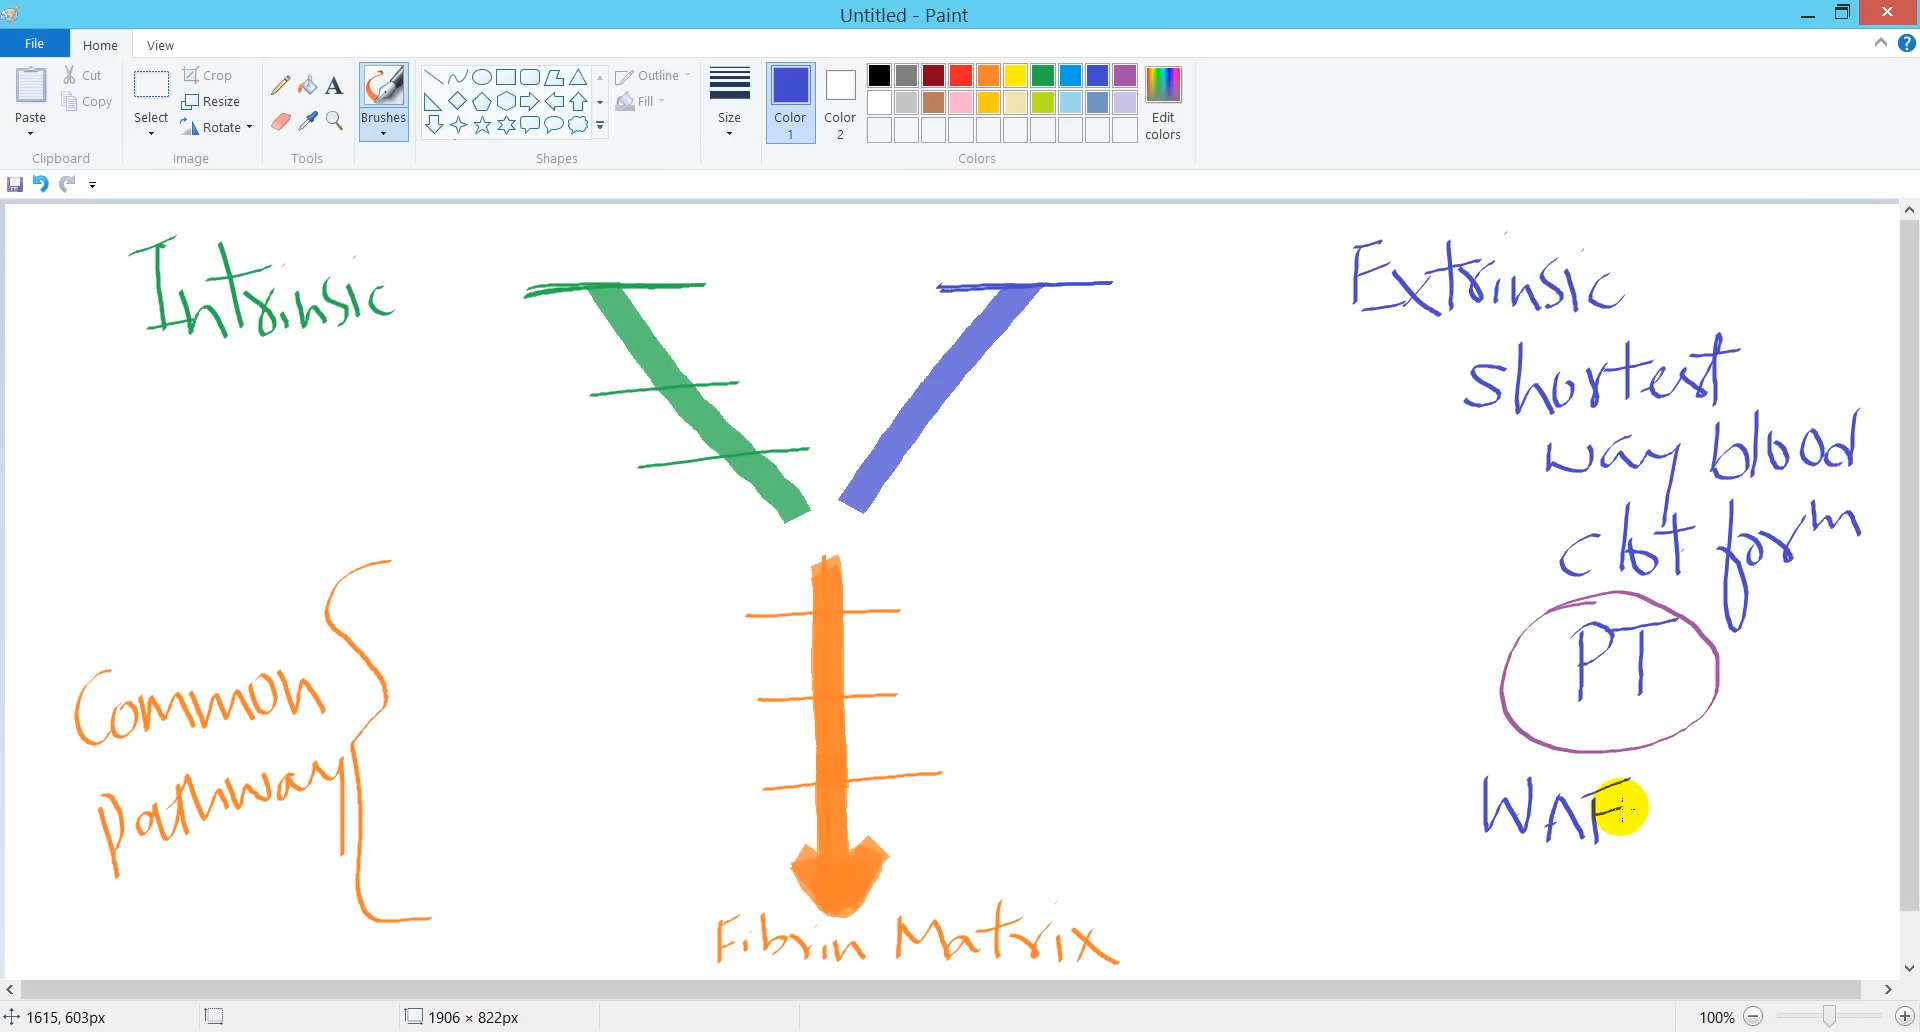 Untitled - Paint
File
Home
View
Paste
Cut
Copy
Clipboard
Select
Crop
Resize
Rotate
Image
A
Tools
Brushes
Outline
Fill
Shapes
Size
Color 1
Color 2
Edit colors
Colors
Intrinsic
Extrinsic
shortest
way blood
clot form
PT
WAF
Common
pathway
Fibrin Matrix
1615, 603px
1906 × 822px
100%